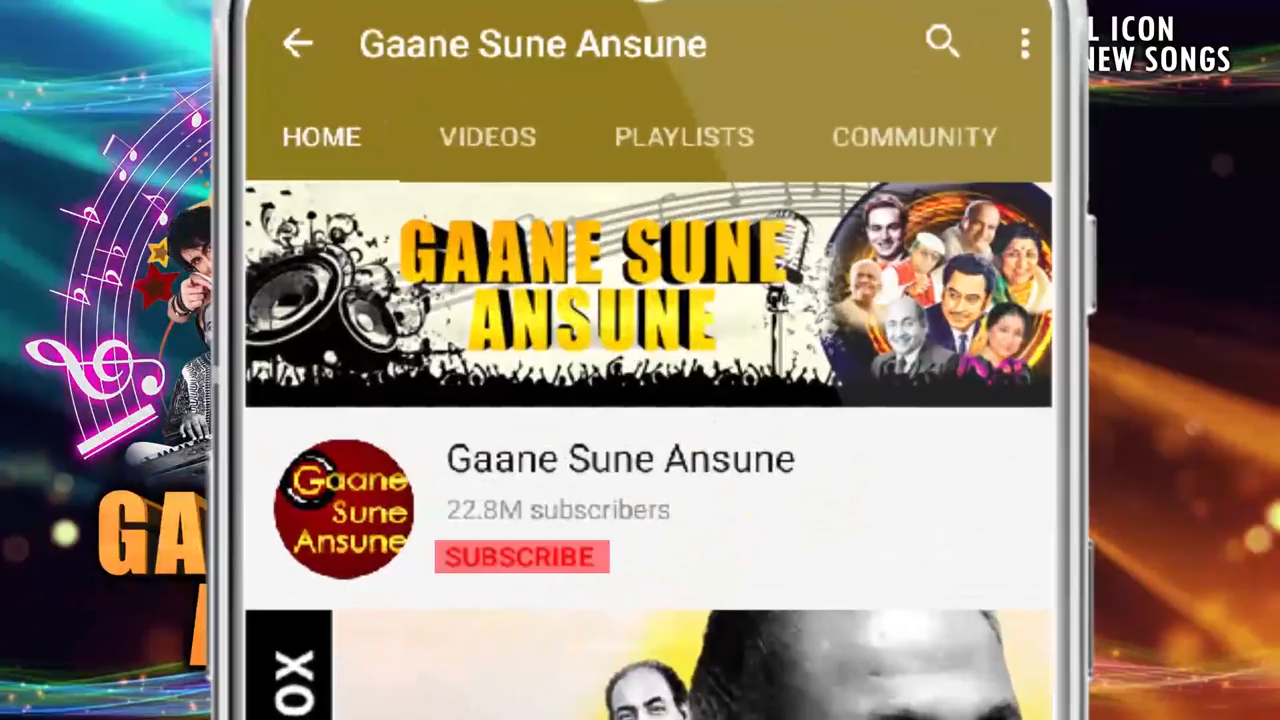 L ICON
NEW SONGS
Gaane Sune Ansune
HOME VIDEOS PLAYLISTS COMMUNITY
GAANE SUNE
ANSUNE
Gaane
Sune
Ansune
Gaane Sune Ansune
22.8M subscribers
SUBSCRIBE
GA
OX